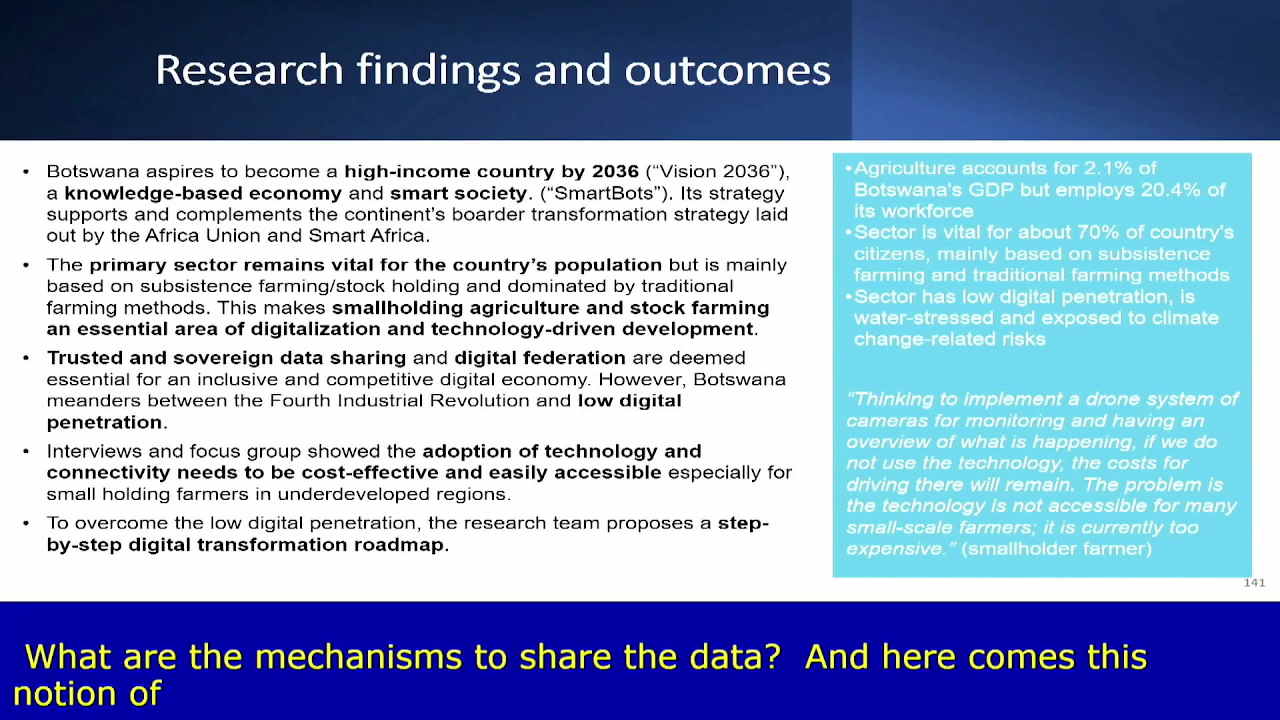 Research findings and outcomes
• Botswana aspires to become a high-income country by 2036 (“Vision 2036”),
a knowledge-based economy and smart society. (“SmartBots”). Its strategy
supports and complements the continent’s boarder transformation strategy laid
out by the Africa Union and Smart Africa.
• The primary sector remains vital for the country’s population but is mainly
based on subsistence farming/stock holding and dominated by traditional
farming methods. This makes smallholding agriculture and stock farming
an essential area of digitalization and technology-driven development.
• Trusted and sovereign data sharing and digital federation are deemed
essential for an inclusive and competitive digital economy. However, Botswana
meanders between the Fourth Industrial Revolution and low digital
penetration.
• Interviews and focus group showed the adoption of technology and
connectivity needs to be cost-effective and easily accessible especially for
small holding farmers in underdeveloped regions.
• To overcome the low digital penetration, the research team proposes a step-
by-step digital transformation roadmap.
•Agriculture accounts for 2.1% of
Botswana's GDP but employs 20.4% of
its workforce
•Sector is vital for about 70% of country's
citizens, mainly based on subsistence
farming and traditional farming methods
•Sector has low digital penetration, is
water-stressed and exposed to climate
change-related risks
“Thinking to implement a drone system of
cameras for monitoring and having an
overview of what is happening, if we do
not use the technology, the costs for
driving there will remain. The problem is
the technology is not accessible for many
small-scale farmers; it is currently too
expensive.” (smallholder farmer)
141
What are the mechanisms to share the data?  And here comes this
notion of